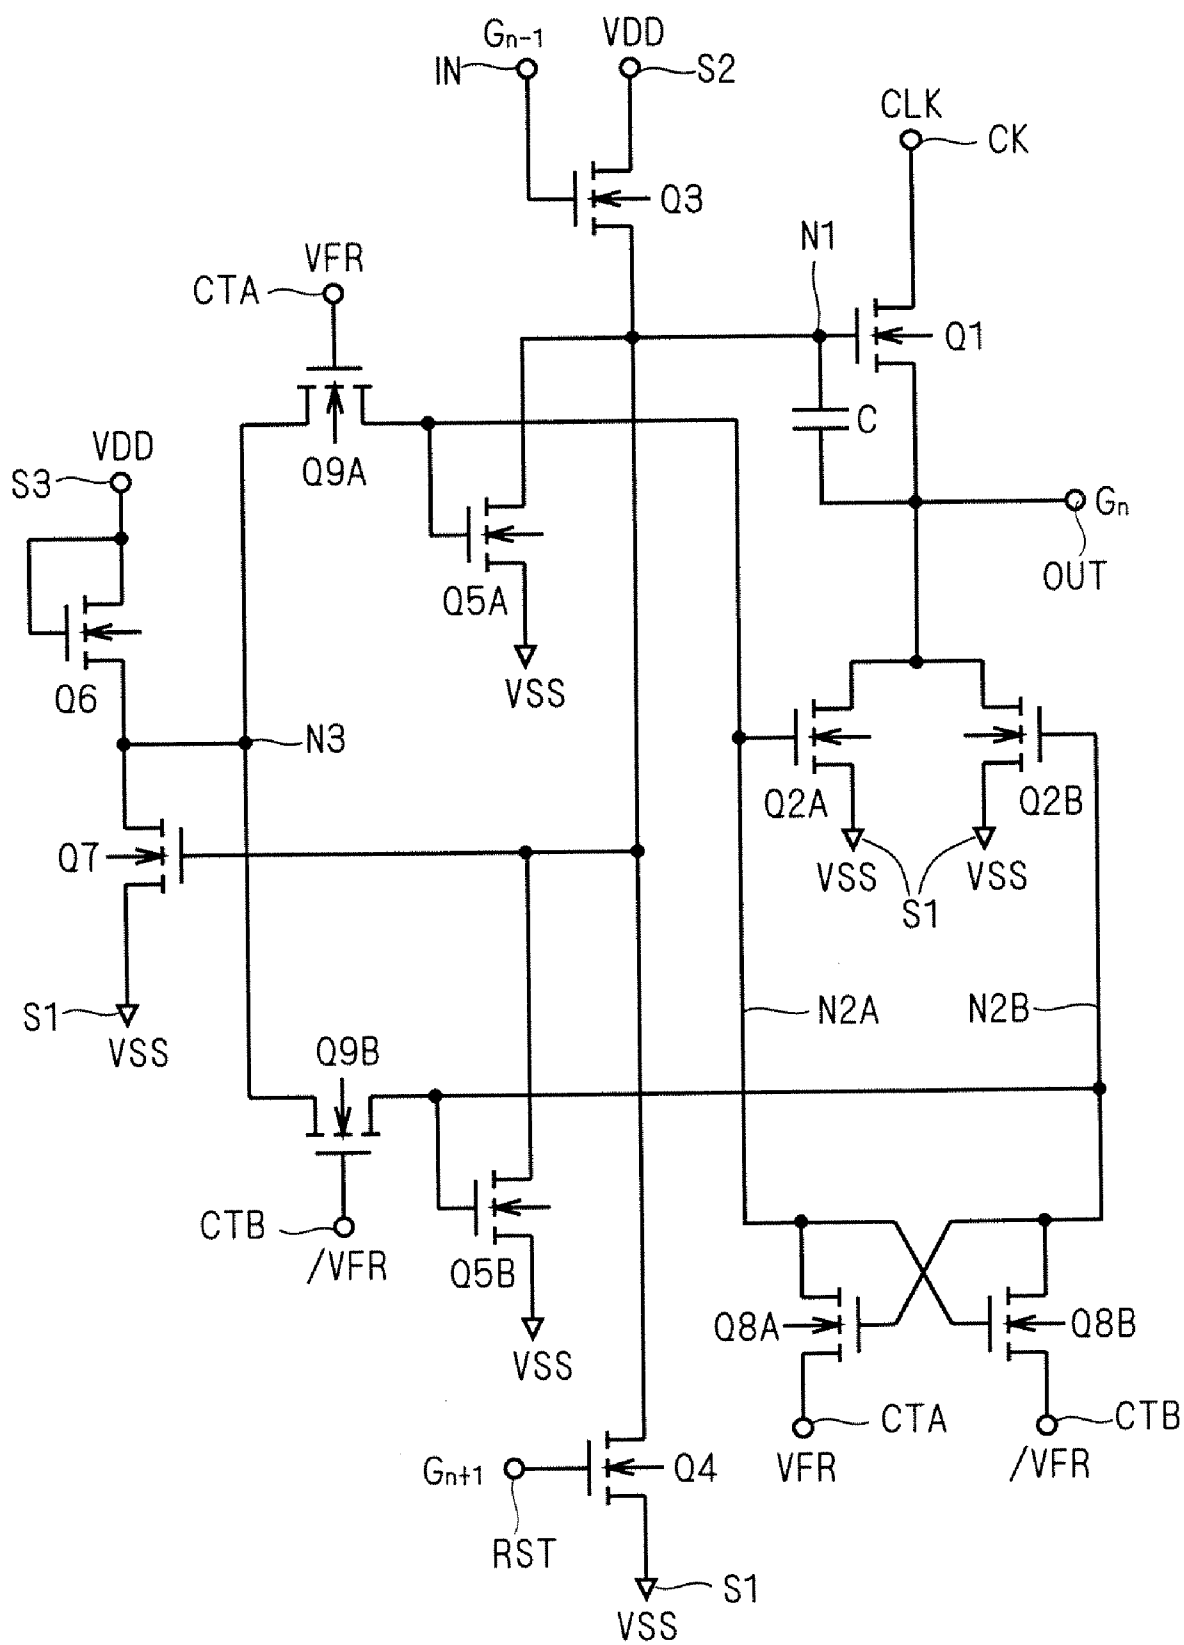 Gn-1
VDD
IN
S2
CLK
CK
Q3
N1
VFR
CTA
Q1
C
VDD
Q9A
S3
Gn
Q5A
OUT
Q6
VSS
N3
Q2A
Q2B
Q7
VSS
VSS
S1
S1
N2A
N2B
VSS
Q9B
CTB
/VFR
Q5B
Q8A
Q8B
VSS
CTA
CTB
VFR
/VFR
Gn+1
Q4
RST
S1
VSS